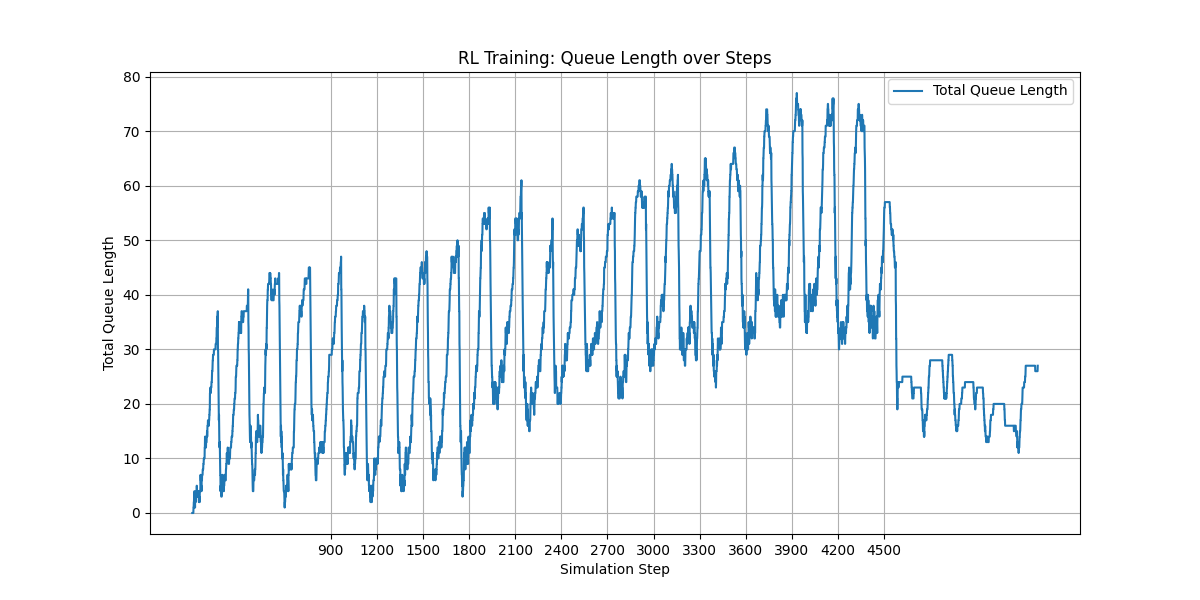 RL Training: Queue Length over Steps
Total Queue Length
Total Queue Length
80
70
60
50
40
30
20
10
0
900 1200 1500 1800 2100 2400 2700 3000 3300 3600 3900 4200 4500
Simulation Step